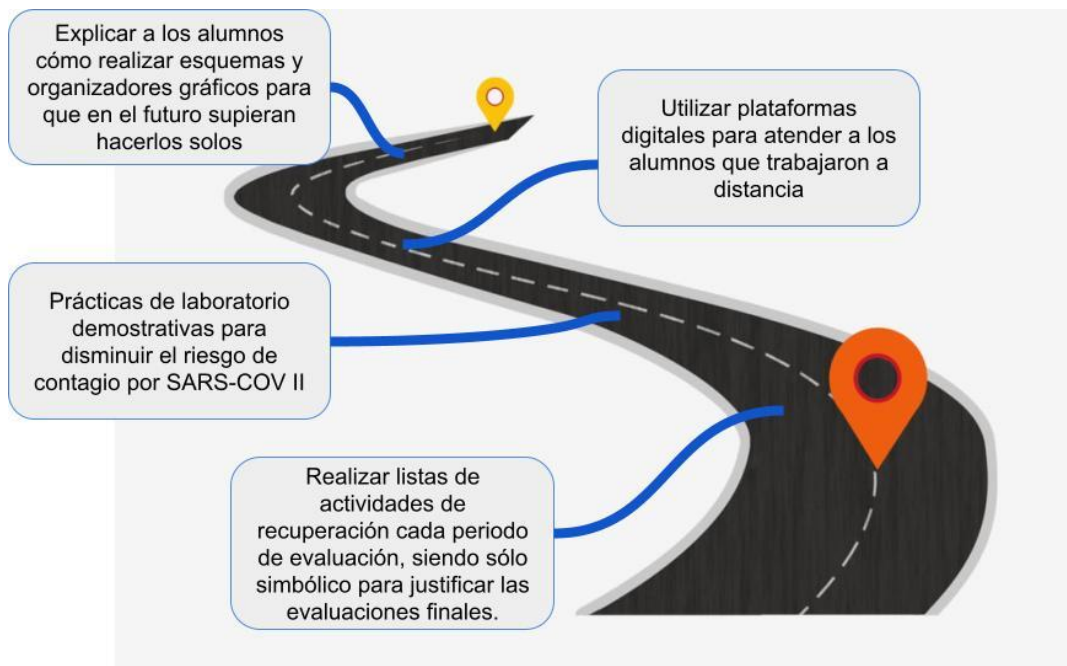 Explicar a los alumnos
cómo realizar esquemas y
organizadores gráficos para
que en el futuro supieran
hacerlos solos
Utilizar plataformas
digitales para atender a los
alumnos que trabajaron a
distancia
Prácticas de laboratorio
demostrativas para
disminuir el riesgo de
contagio por SARS-COV II
Realizar listas de
actividades de
recuperación cada periodo
de evaluación, siendo sólo
simbólico para justificar las
evaluaciones finales.